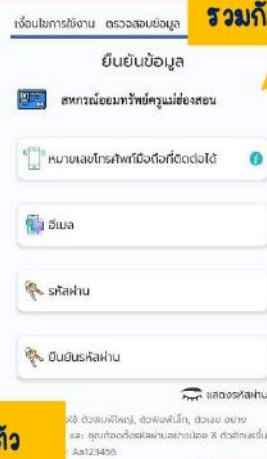 เงื่อนไขการใช้งาน ตรวจสอบข้อมูล
รวมกั
ยืนยันข้อมูล
สหกรณ์ออมทรัพย์ครูแม่ฮ่องสอน
หมายเลขโทรศัพท์มือถือที่ติดต่อได้
อีเมล
รหัสผ่าน
ยืนยันรหัสผ่าน
แสดงรหัสผ่าน
ใช้ ตัวพิมพ์ใหญ่, ตัวพิมพ์เล็ก, ตัวเลข อย่าง
และ คุณต้องตั้งรหัสผ่านอย่างน้อย 8 ตัวอักษรขึ้น
: Aa123456
ตัว